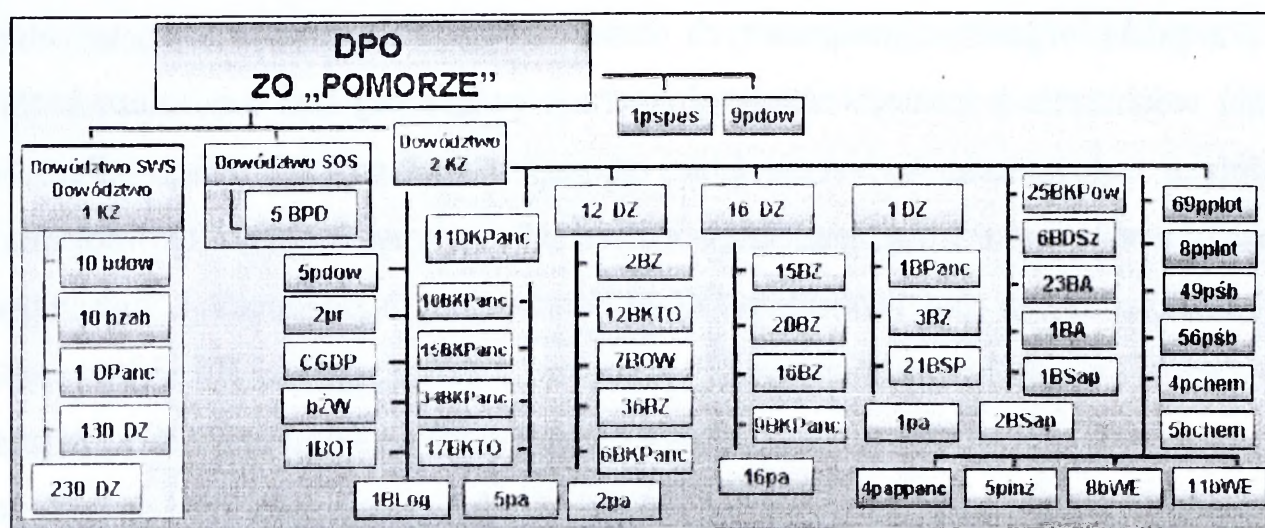 DPO
ZO „POMORZE”
1pspes
9pdow
Dowództwo SWS
Dowództwo
1 KZ
10 bdow
10 bzab
1 DPanc
130 DZ
230 DZ
Dowództwo SOS
5 BPD
Dowództwo
2 KZ
5pdow
2pr
CGDP
bŻW
1BOT
1BLog
11DKPanc
10BKPanc
15BKPanc
34BKPanc
17BKTO
5pa
12 DZ
2BZ
12BKTO
7BOW
36BZ
6BKPanc
2pa
16 DZ
15BZ
20BZ
16BZ
9BKPanc
16pa
1 DZ
1BPanc
3BZ
21BSP
1pa
25BKPow
6BDSz
23BA
1BA
1BSap
2BSap
69pplot
8pplot
49pśb
56pśb
4pchem
5bchem
4pappanc
5pinż
8bWE
11bWE